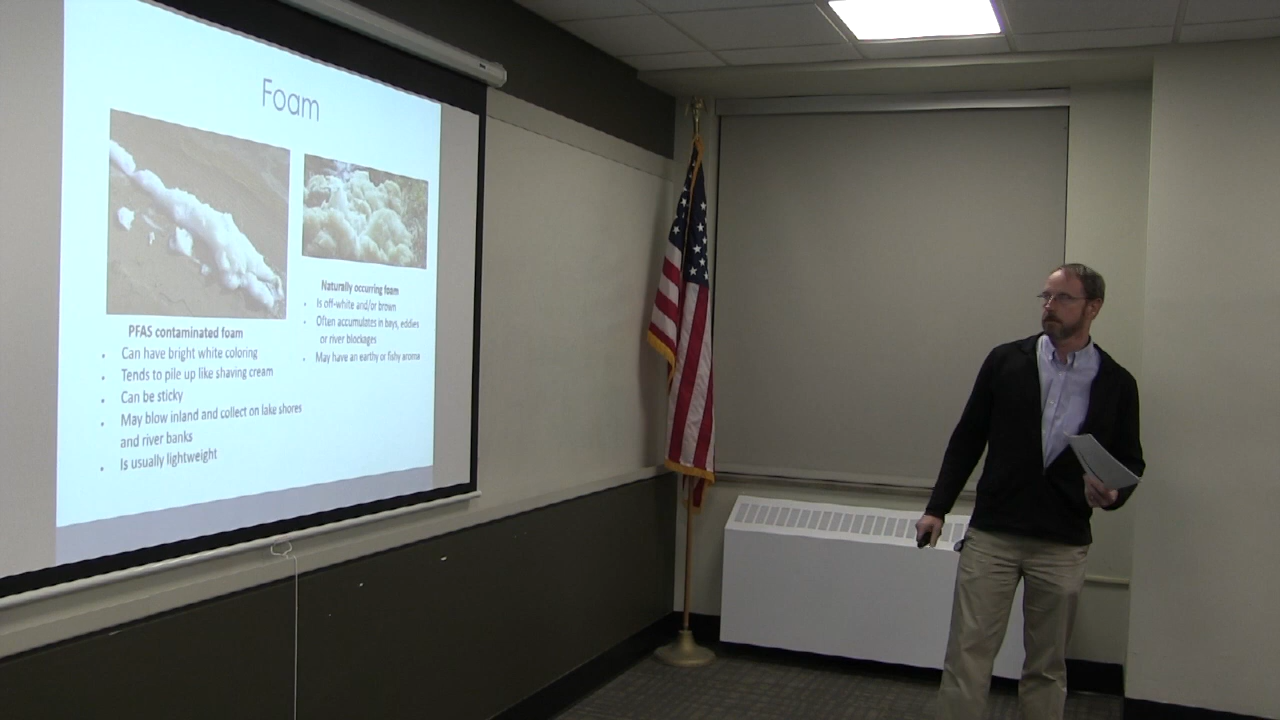 Foam
PFAS contaminated foam
• Can have bright white coloring
• Tends to pile up like shaving cream
• Can be sticky
• May blow inland and collect on lake shores
and river banks
• Is usually lightweight
Naturally occurring foam
• Is off-white and/or brown
• Often accumulates in bays, eddies
or river blockages
• May have an earthy or fishy aroma